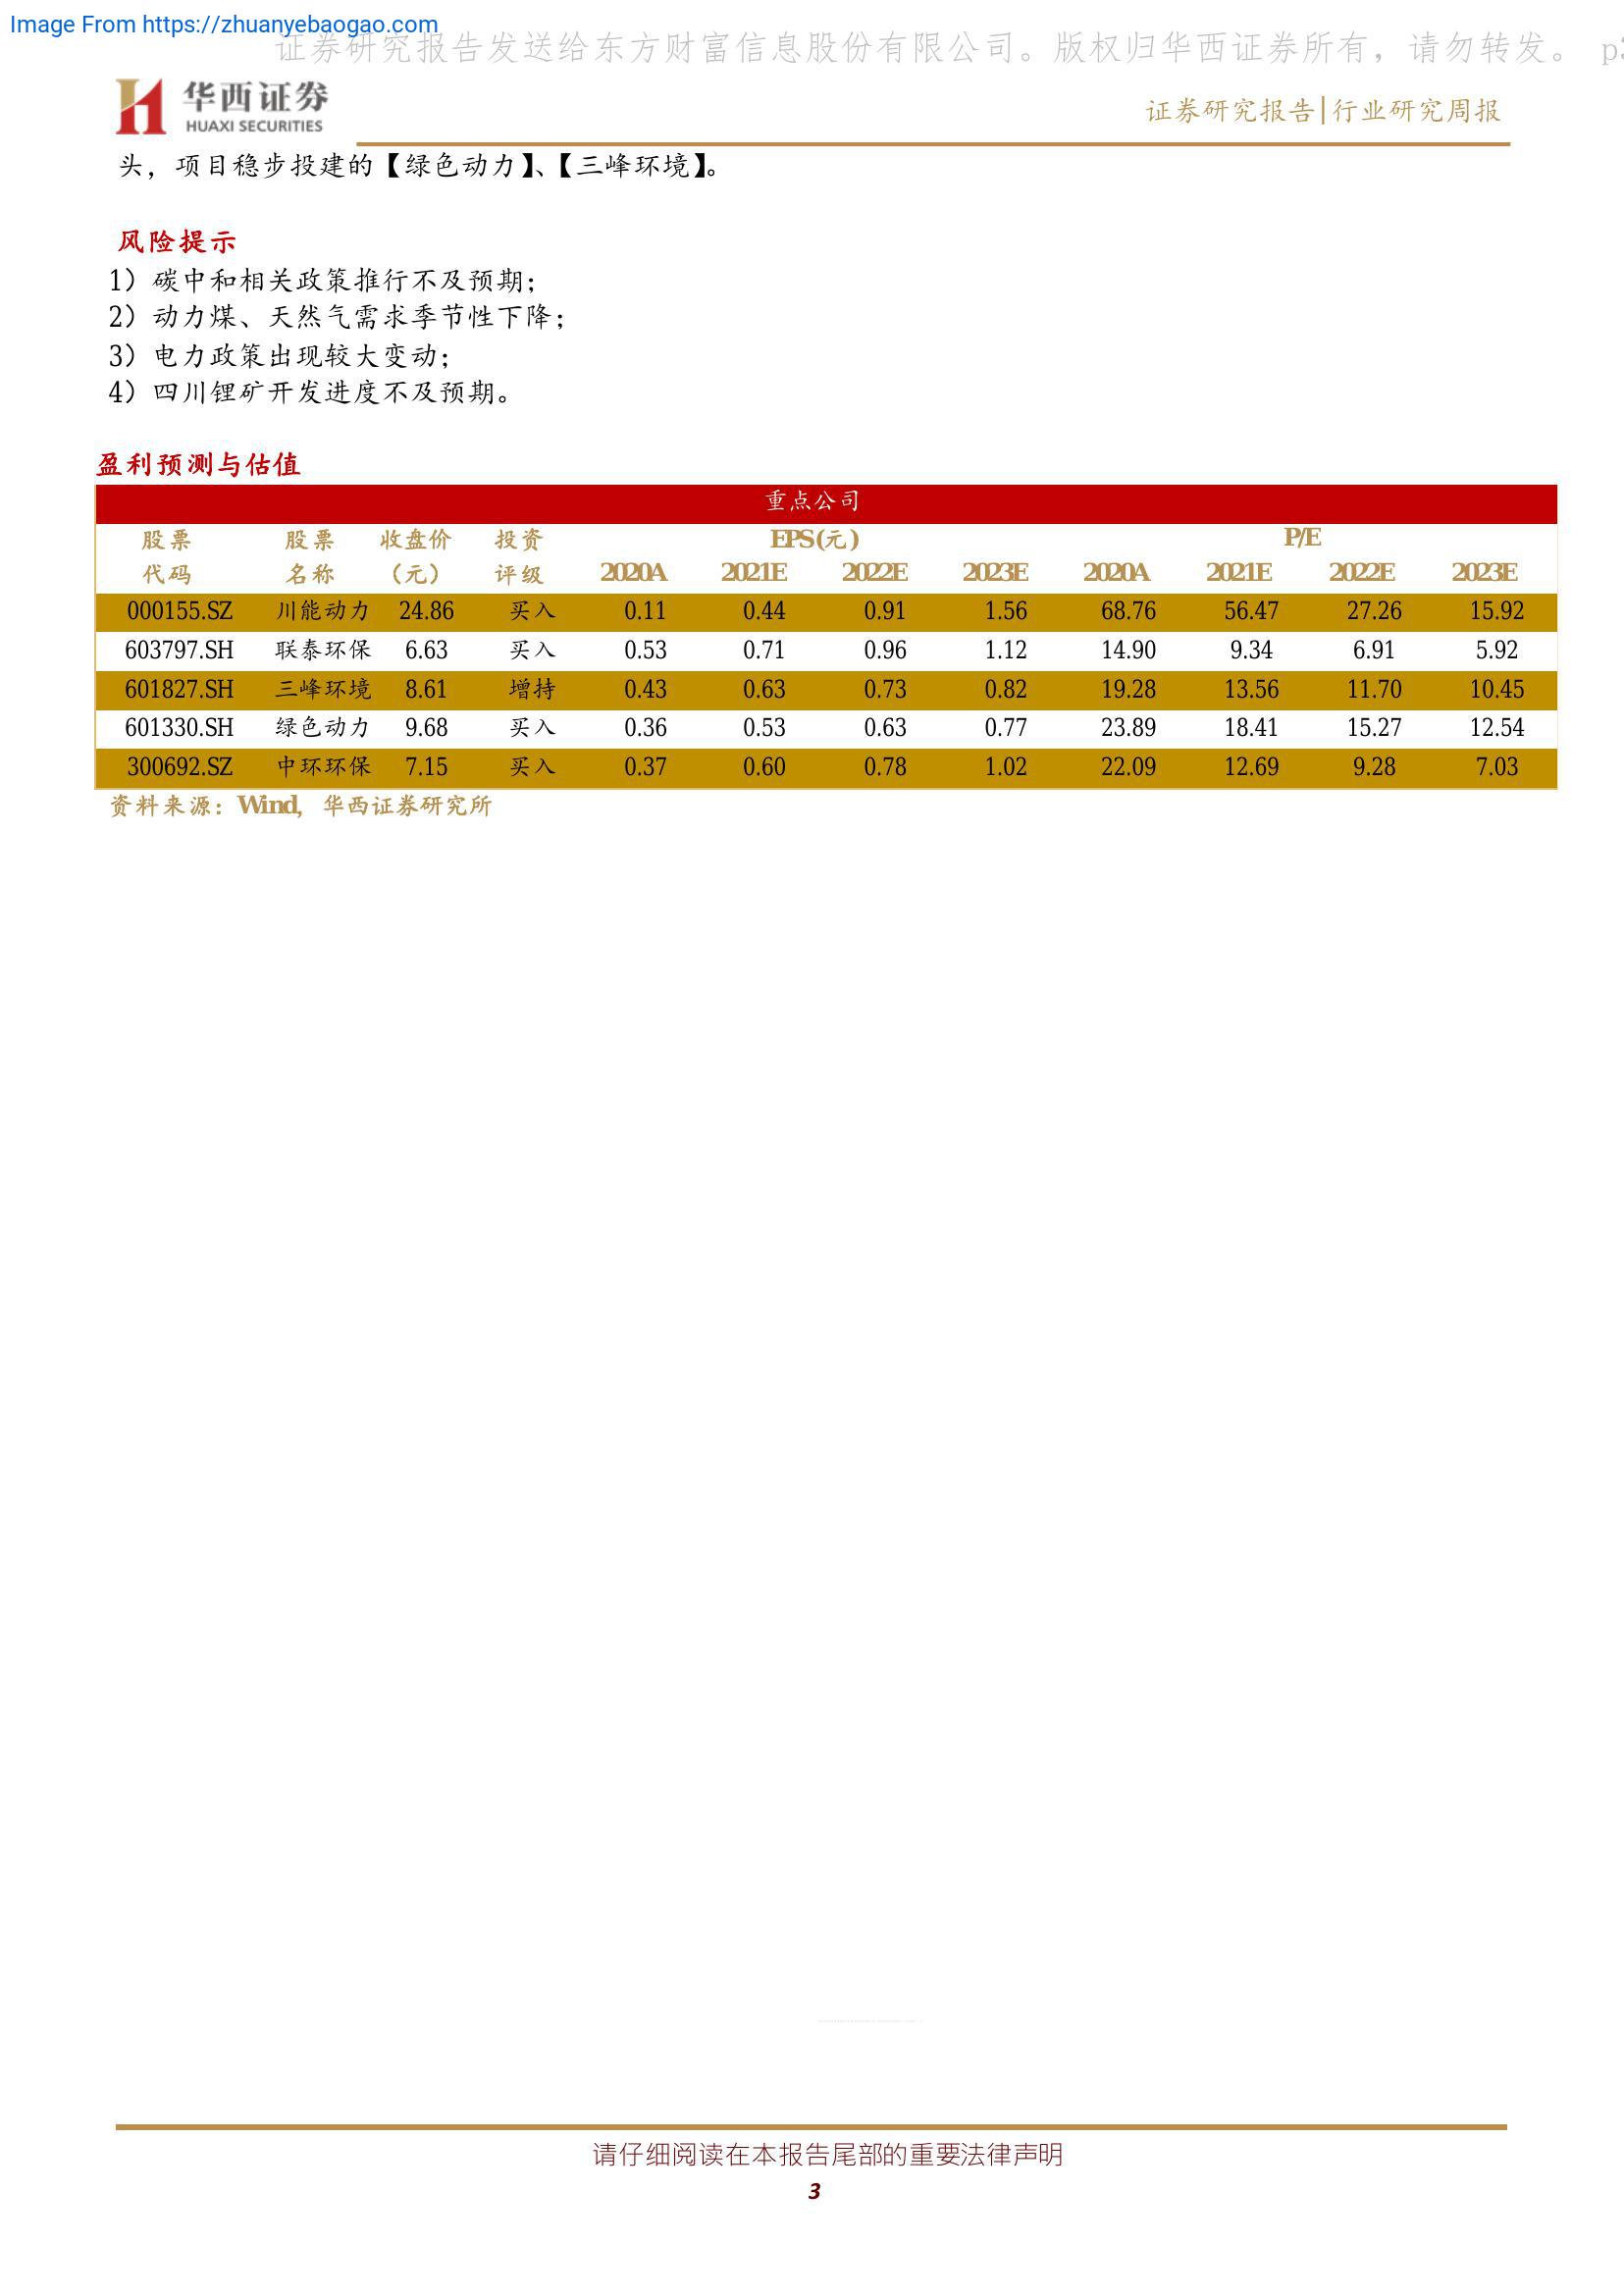 Image From https://zhuanyebaogao.com
证券研究报告发送给东方财富信息股份有限公司。版权归华西证券所有，请勿转发。 p3
华西证券
HUAXI SECURITIES
证券研究报告|行业研究周报
头，项目稳步投建的【绿色动力】、【三峰环境】。
风险提示
1）碳中和相关政策推行不及预期；
2）动力煤、天然气需求季节性下降；
3）电力政策出现较大变动；
4）四川锂矿开发进度不及预期。
盈利预测与估值
重点公司
股票 股票 收盘价 投资 EPS(元) P/E
代码 名称 （元） 评级 2020A 2021E 2022E 2023E 2020A 2021E 2022E 2023E
000155.SZ 川能动力 24.86 买入 0.11 0.44 0.91 1.56 68.76 56.47 27.26 15.92
603797.SH 联泰环保 6.63 买入 0.53 0.71 0.96 1.12 14.90 9.34 6.91 5.92
601827.SH 三峰环境 8.61 增持 0.43 0.63 0.73 0.82 19.28 13.56 11.70 10.45
601330.SH 绿色动力 9.68 买入 0.36 0.53 0.63 0.77 23.89 18.41 15.27 12.54
300692.SZ 中环环保 7.15 买入 0.37 0.60 0.78 1.02 22.09 12.69 9.28 7.03
资料来源：Wind，华西证券研究所
请仔细阅读在本报告尾部的重要法律声明
3